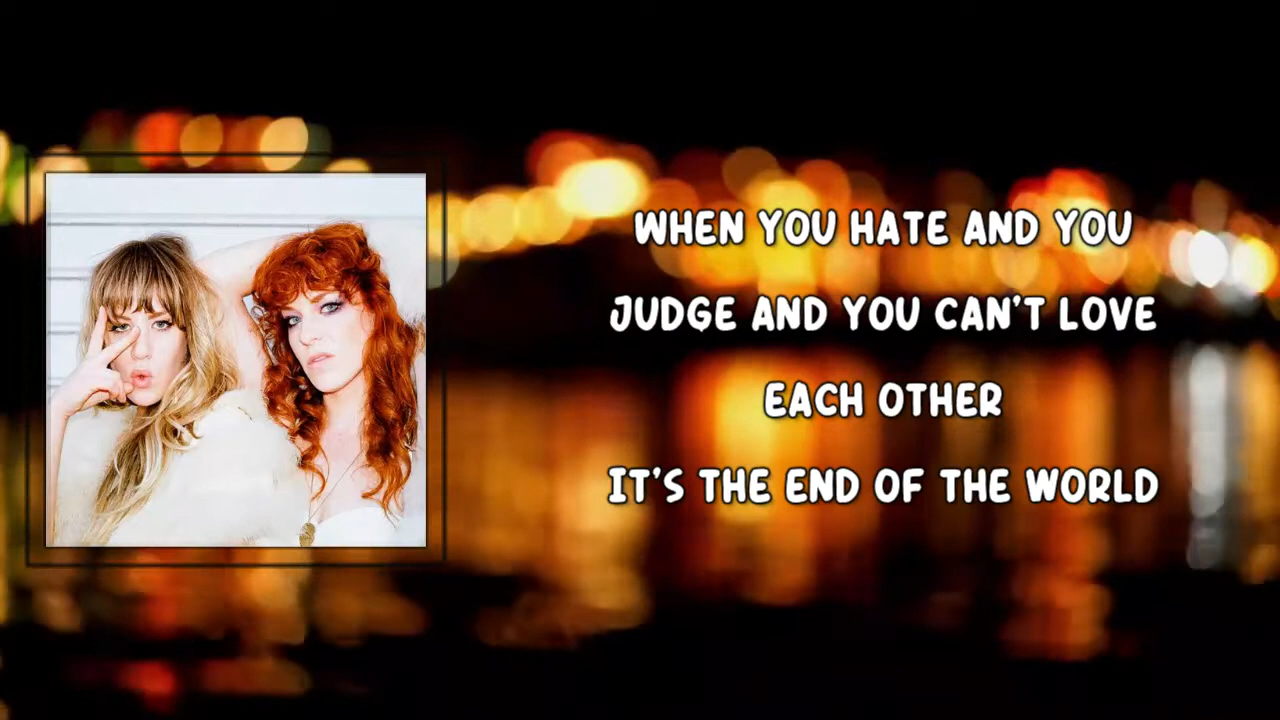 WHEN YOU HATE AND YOU
JUDGE AND YOU CAN'T LOVE
EACH OTHER
IT'S THE END OF THE WORLD